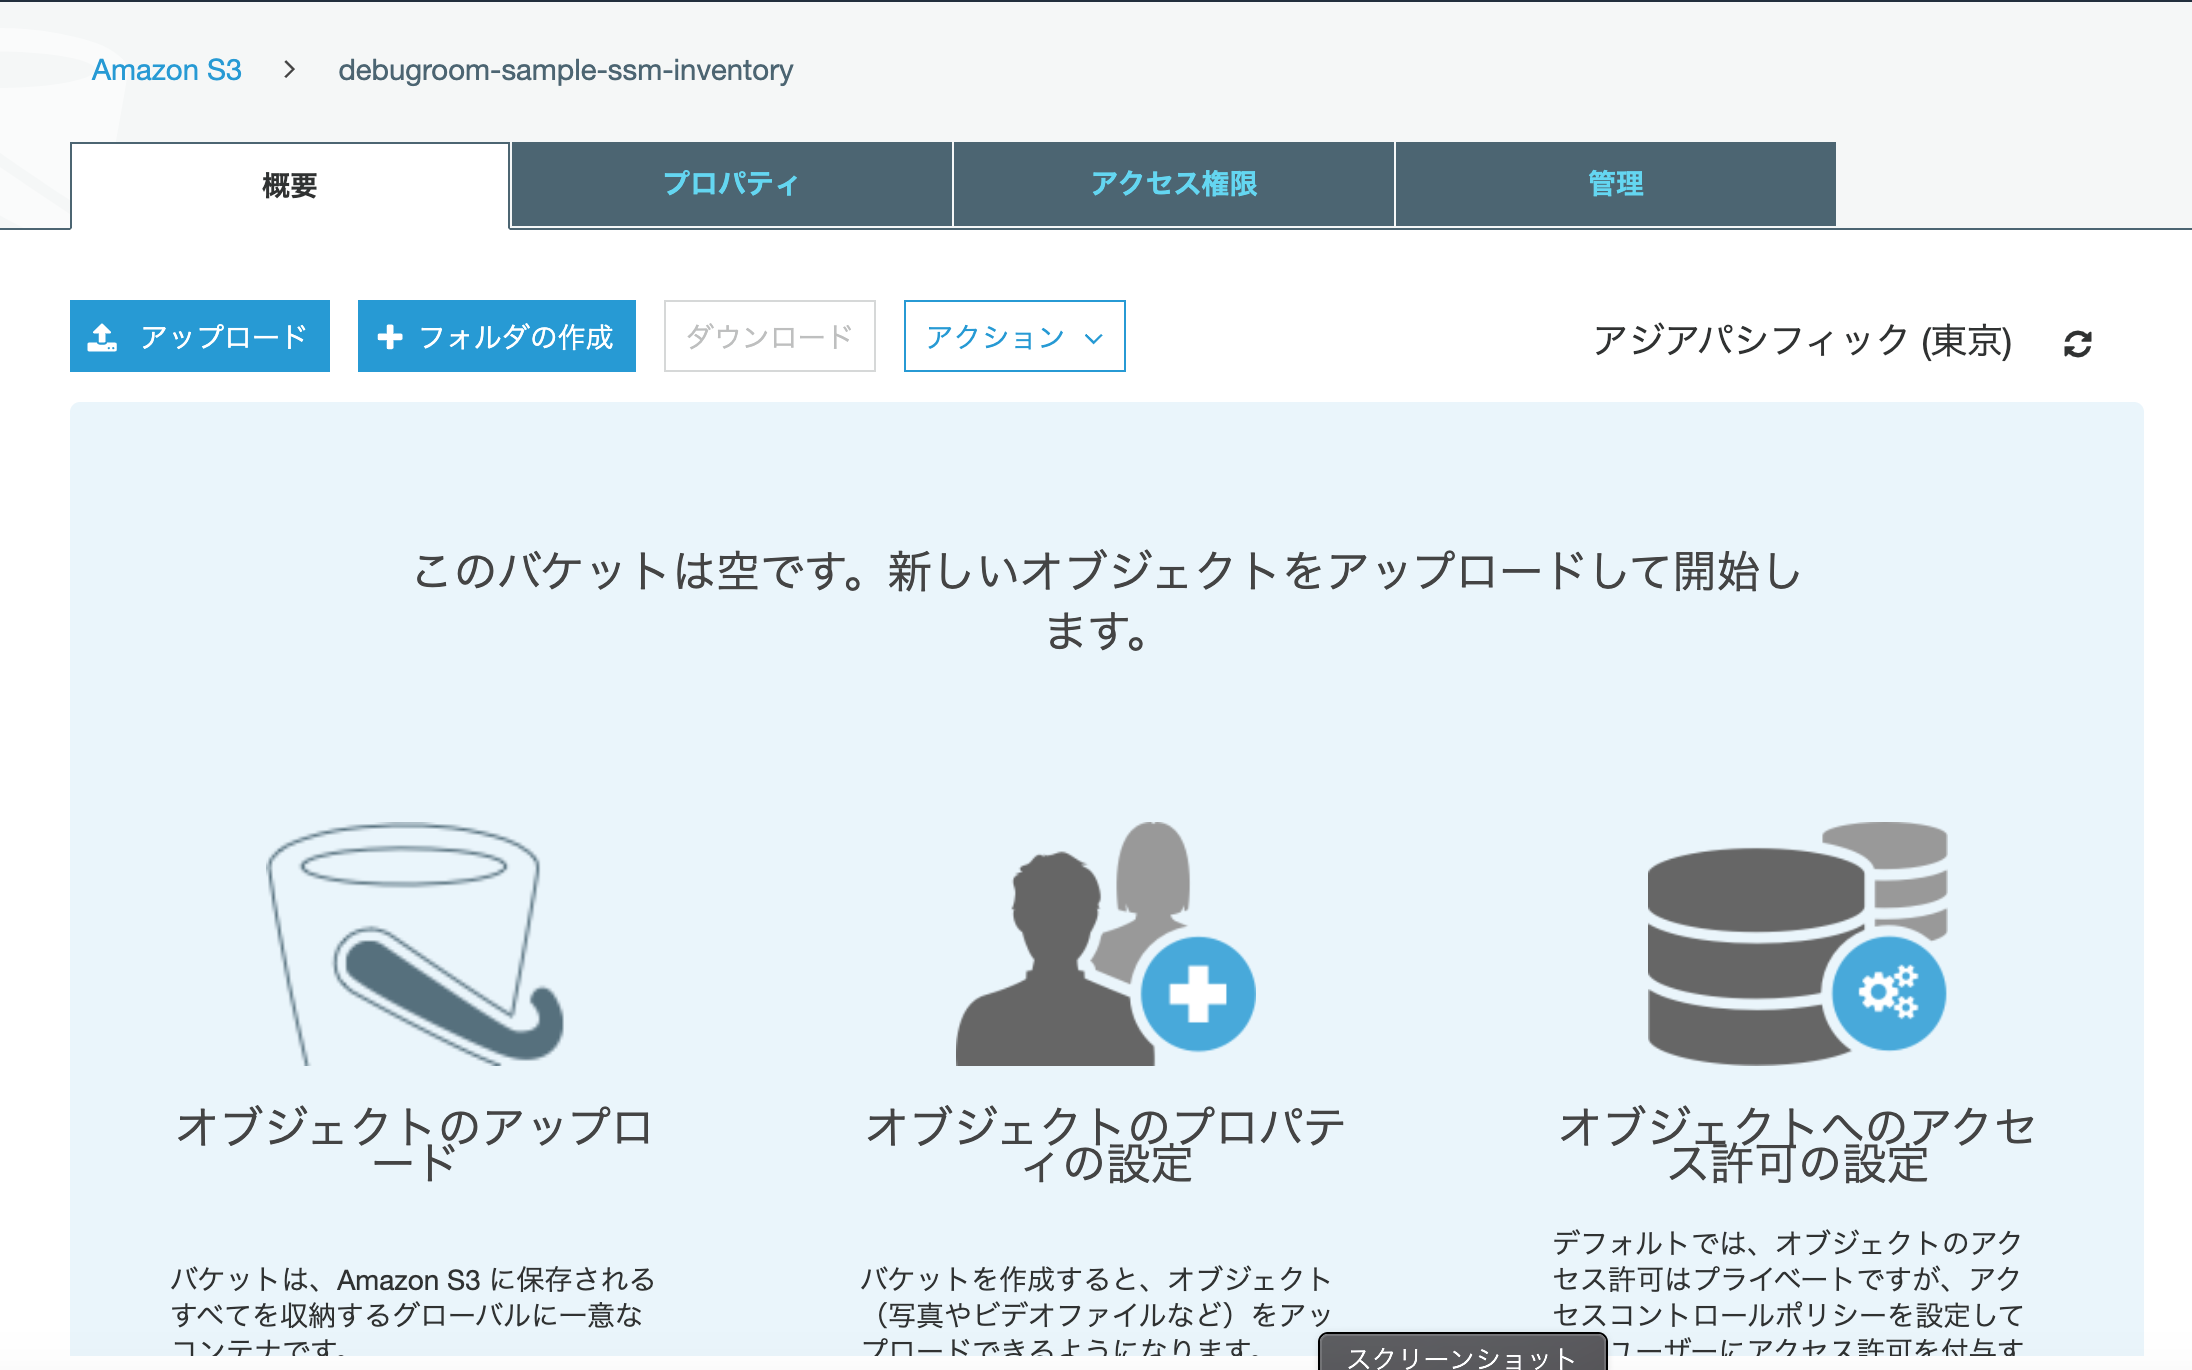 Amazon S3 > debugroom-sample-ssm-inventory
概要
プロパティ
アクセス権限
管理
アップロード
フォルダの作成
ダウンロード
アクション
アジアパシフィック (東京)
このバケットは空です。新しいオブジェクトをアップロードして開始し
ます。
オブジェクトのアップロ
ード
バケットは、Amazon S3 に保存される
すべてを収納するグローバルに一意な
コンテナです。
オブジェクトのプロパテ
ィの設定
バケットを作成すると、オブジェクト
（写真やビデオファイルなど）をアッ
プロードできるようになります。
オブジェクトへのアクセ
ス許可の設定
デフォルトでは、オブジェクトのアク
セス許可はプライベートですが、アク
セスコントロールポリシーを設定して
ユーザーにアクセス許可を付与す
スクリーンショット